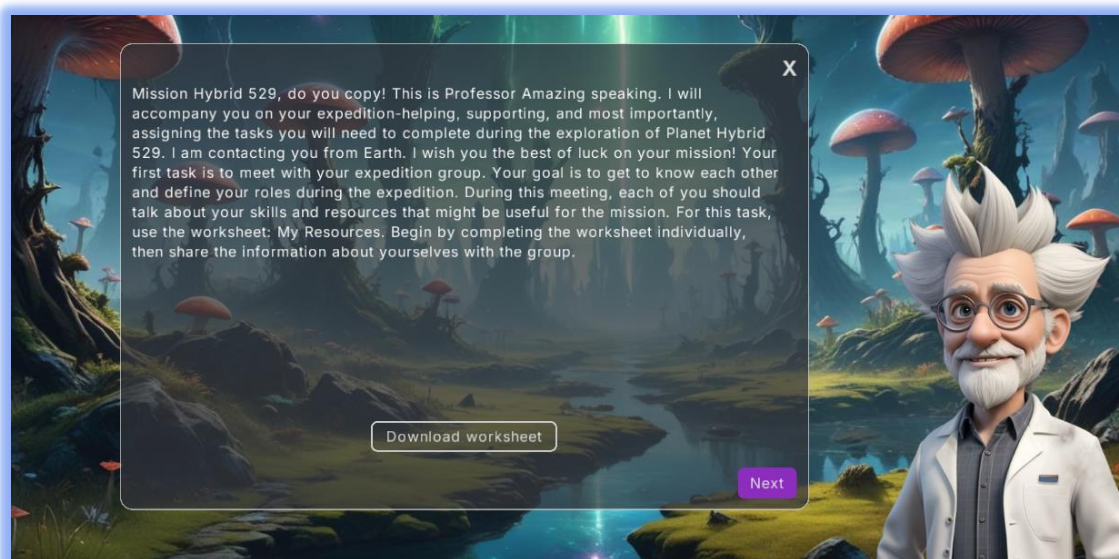 X
Mission Hybrid 529, do you copy! This is Professor Amazing speaking. I will
accompany you on your expedition-helping, supporting, and most importantly,
assigning the tasks you will need to complete during the exploration of Planet Hybrid
529. I am contacting you from Earth. I wish you the best of luck on your mission! Your
first task is to meet with your expedition group. Your goal is to get to know each other
and define your roles during the expedition. During this meeting, each of you should
talk about your skills and resources that might be useful for the mission. For this task,
use the worksheet: My Resources. Begin by completing the worksheet individually,
then share the information about yourselves with the group.
Download worksheet
Next